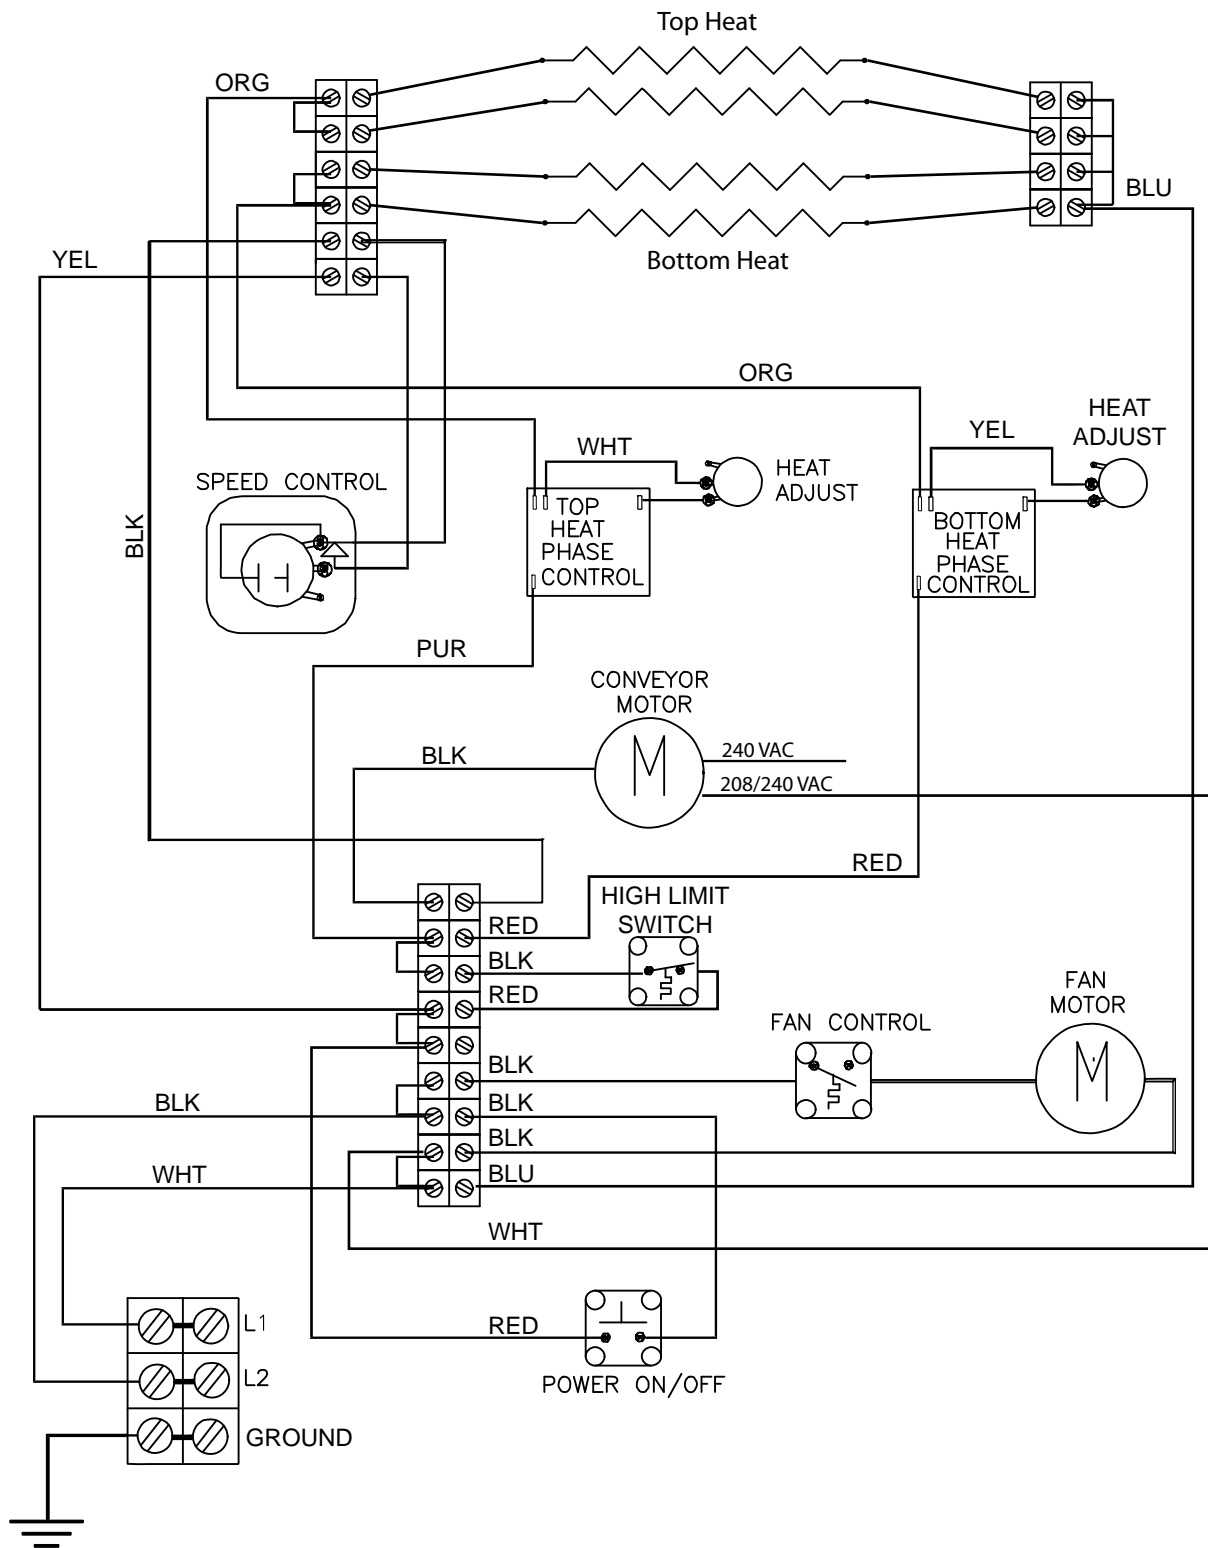 Top Heat
ORG
BLU
YEL
Bottom Heat
ORG
HEAT
ADJUST
YEL
WHT
HEAT
ADJUST
SPEED CONTROL
BLK
TOP
HEAT
PHASE
CONTROL
BOTTOM
HEAT
PHASE
CONTROL
PUR
CONVEYOR
MOTOR
M
240 VAC
208/240 VAC
BLK
RED
HIGH LIMIT
SWITCH
RED
BLK
RED
FAN
MOTOR
M
FAN CONTROL
BLK
BLK
BLK
BLK
WHT
BLU
WHT
L1
RED
L2
POWER ON/OFF
GROUND